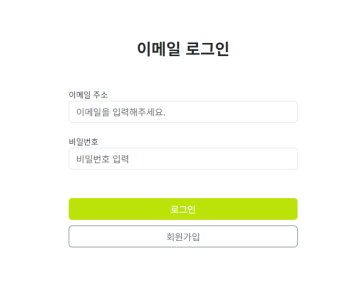 이메일 로그인
이메일 주소
이메일을 입력해주세요.
비밀번호
비밀번호 입력
로그인
회원가입